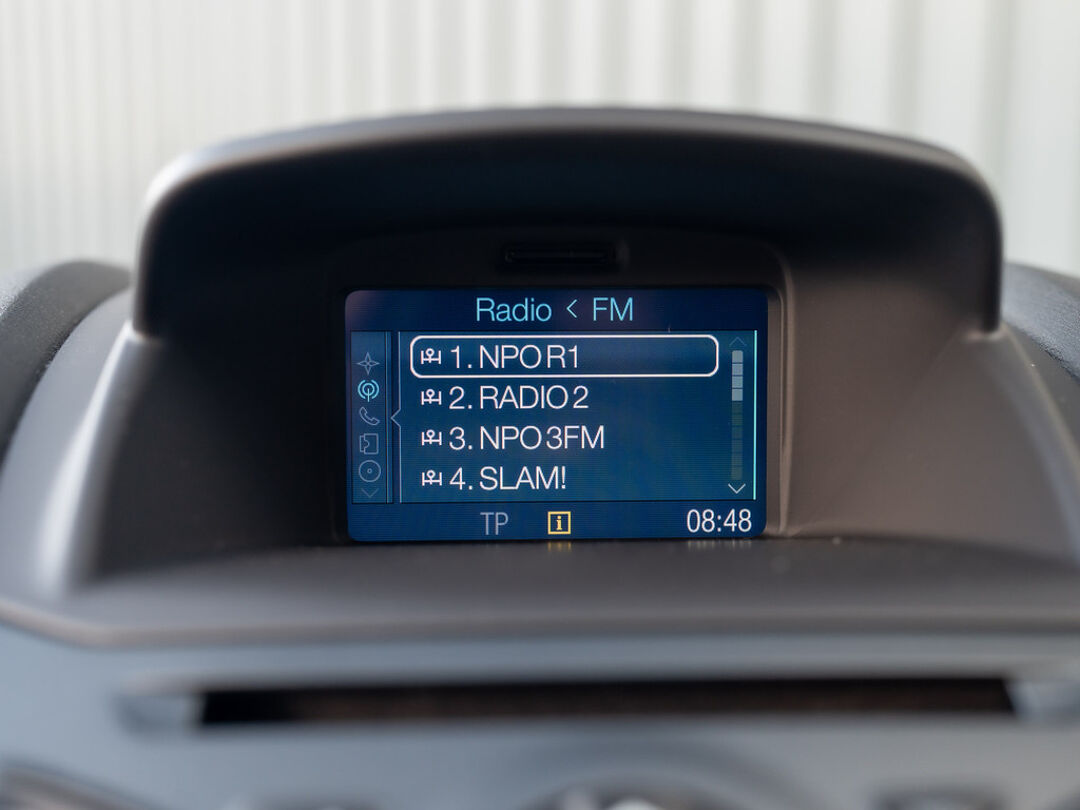 Radio < FM
1. NPO R1
2. RADIO 2
3. NPO 3FM
4. SLAM!
TP i 08:48